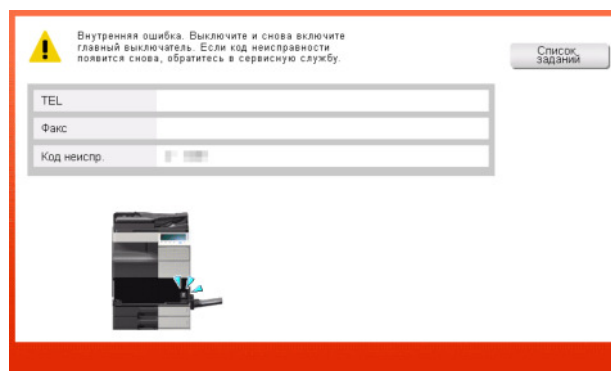 Внутренняя ошибка. Выключите и снова включите
главный выключатель. Если код неисправности
появится снова, обратитесь в сервисную службу.
Список
заданий
TEL
Факс
Код неиспр.